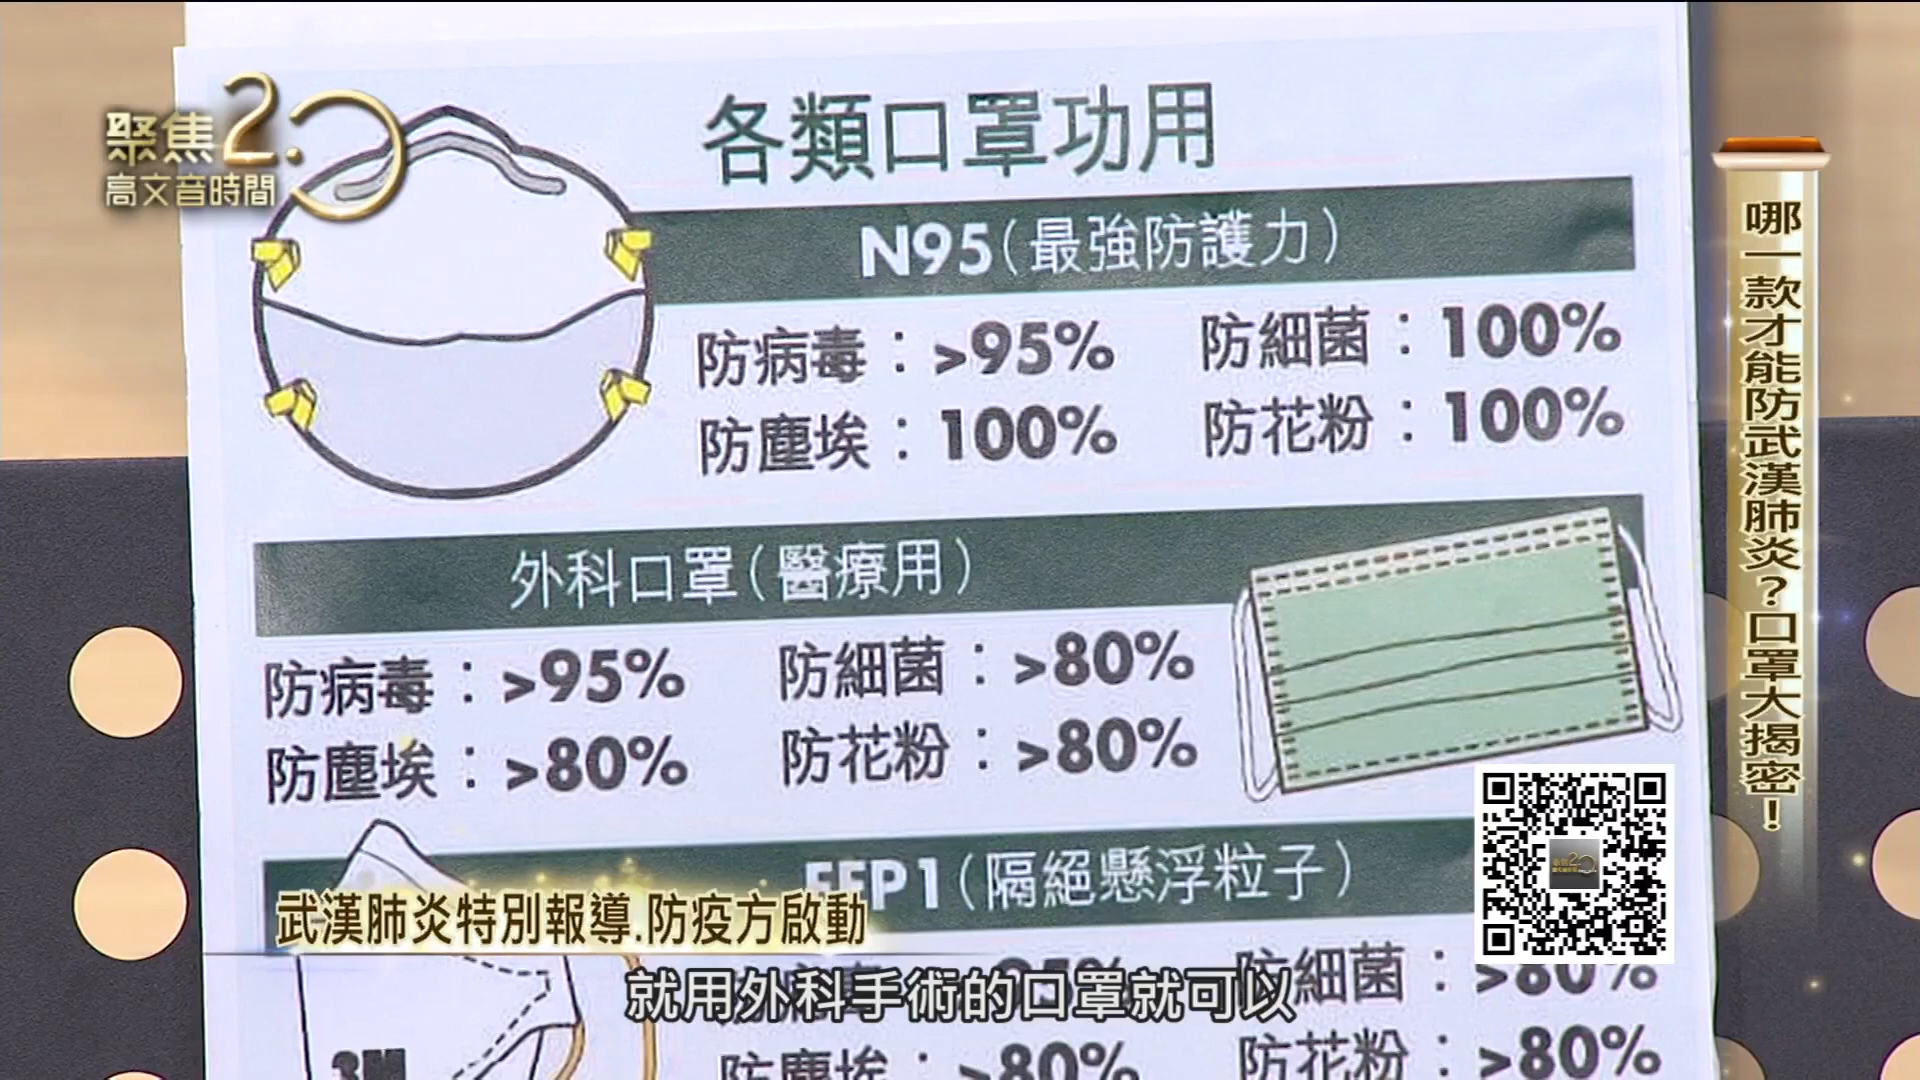 聚焦2.0
高文音時間
各類口罩功用
N95(最強防護力)
防病毒：>95% 防細菌：100%
防塵埃：100% 防花粉：100%
外科口罩(醫療用)
防病毒：>95% 防細菌：>80%
防塵埃：>80% 防花粉：>80%
FFP1(隔絕懸浮粒子)
防細菌：>80%
防塵埃：>80% 防花粉：>80%
3M
哪一款才能防武漢肺炎?口罩大揭密!
武漢肺炎特別報導.防疫方啟動
就用外科手術的口罩就可以